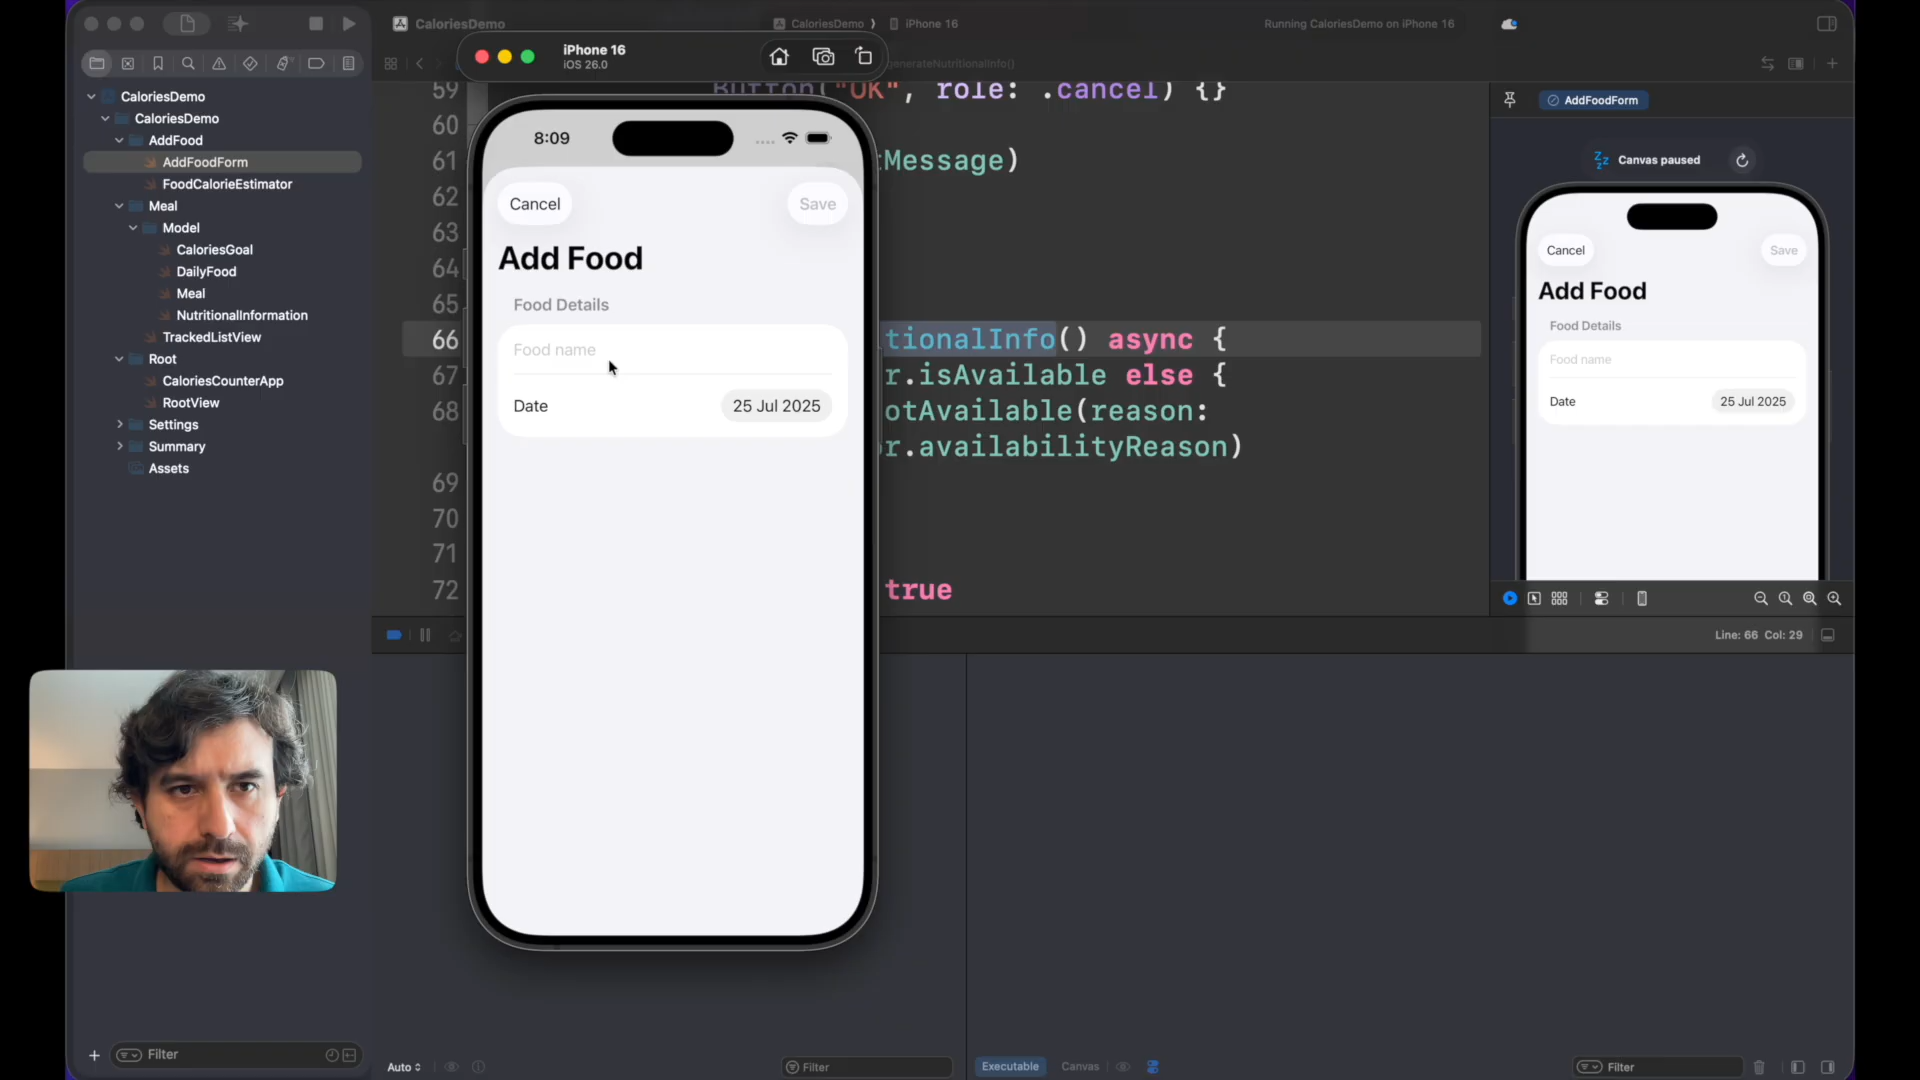 CaloriesDemo
CaloriesDemo
iPhone 16
Running CaloriesDemo on iPhone 16
iPhone 16
iOS 26.0
generateNutritionalInfo()
CaloriesDemo
CaloriesDemo
AddFood
AddFoodForm
FoodCalorieEstimator
Meal
Model
CaloriesGoal
DailyFood
Meal
NutritionalInformation
TrackedListView
Root
CaloriesCounterApp
RootView
Settings
Summary
Assets
Filter
59
Button("OK", role: .cancel) {}
60
61
tMessage)
62
63
64
65
66
tionalInfo() async {
67
r.isAvailable else {
68
otAvailable(reason:
r.availabilityReason)
69
70
71
72
true
8:09
Cancel
Save
Add Food
Food Details
Food name
Date
25 Jul 2025
AddFoodForm
Canvas paused
Cancel
Save
Add Food
Food Details
Food name
Date
25 Jul 2025
Line: 66 Col: 29
Auto
Filter
Executable
Canvas
Filter